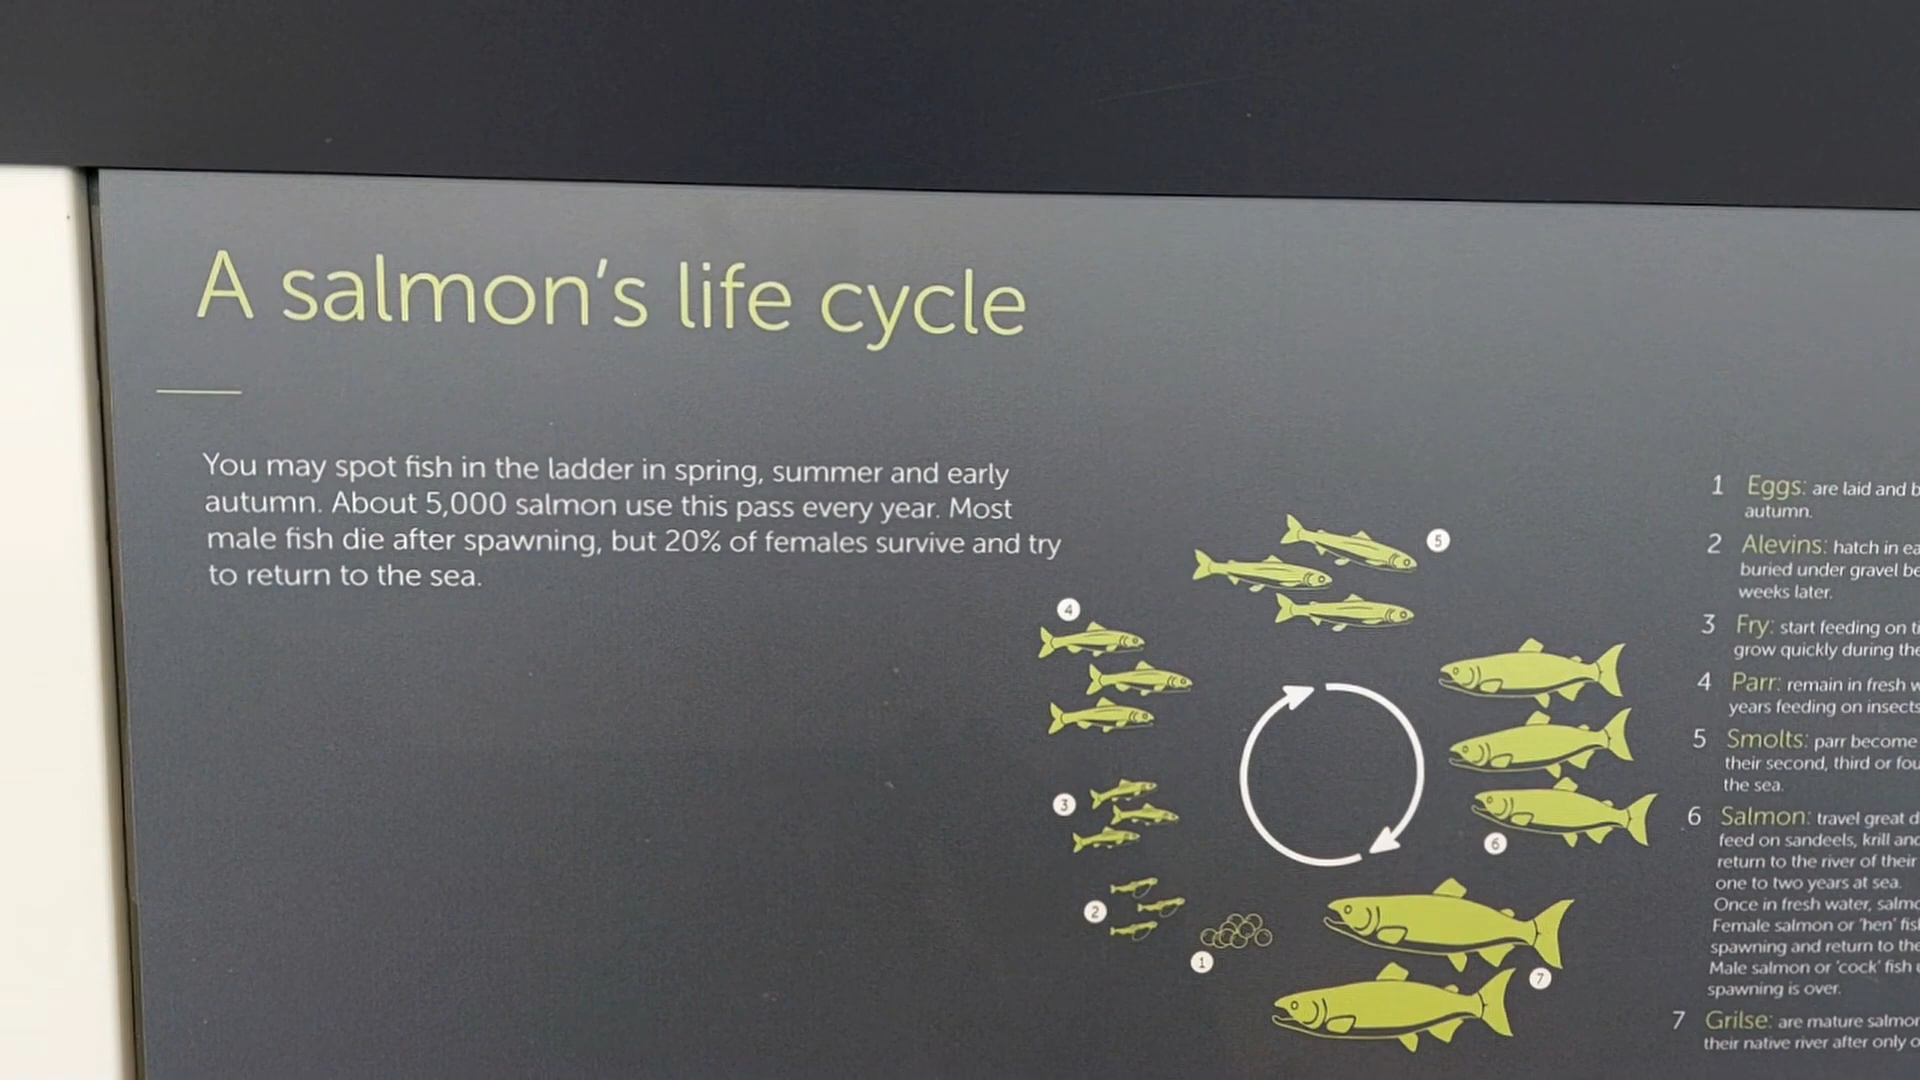 A salmon's life cycle
You may spot fish in the ladder in spring, summer and early
autumn. About 5,000 salmon use this pass every year. Most
male fish die after spawning, but 20% of females survive and try
to return to the sea.
5
4
3
6
2
1
7
1 Eggs: are laid and
autumn.
2 Alevins: hatch in
buried under gravel
weeks later.
3 Fry: start feeding on
grow quickly during
4 Parr: remain in fresh
years feeding on insects
5 Smolts: parr become
their second, third or
the sea.
6 Salmon: travel great
feed on sandeels, krill and
return to the river of their
one to two years at sea.
Once in fresh water,
Female salmon or 'hen'
spawning and return to the
Male salmon or 'cock' fish
spawning is over.
7 Grilse: are mature salmon
their native river after only